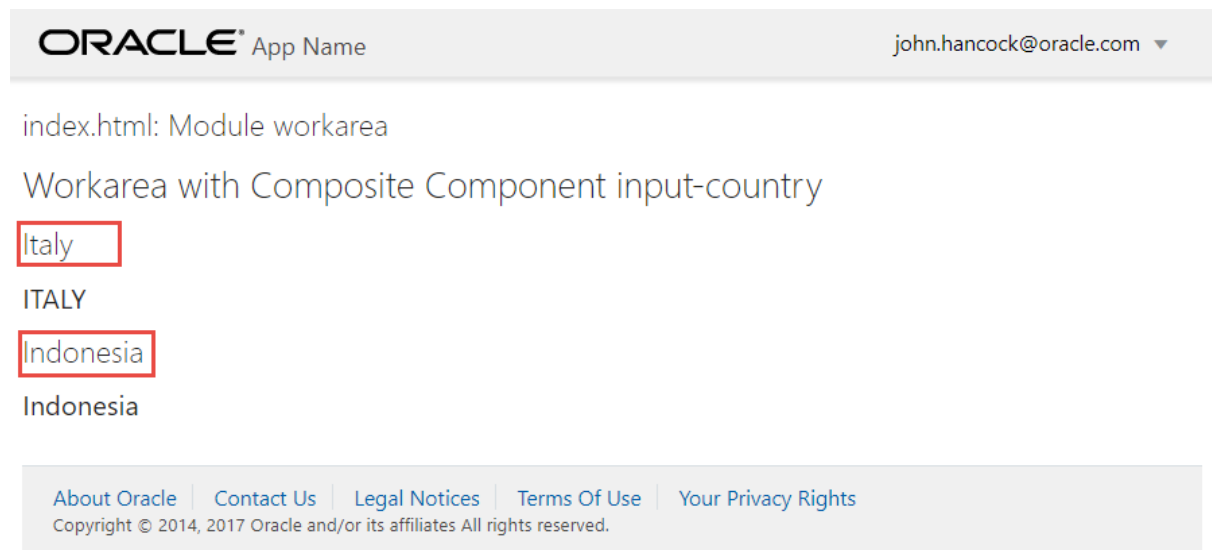 ORACLE® App Name john.hancock@oracle.com
index.html: Module workarea
Workarea with Composite Component input-country
Italy
ITALY
Indonesia
Indonesia
About Oracle Contact Us Legal Notices Terms Of Use Your Privacy Rights
Copyright © 2014, 2017 Oracle and/or its affiliates All rights reserved.